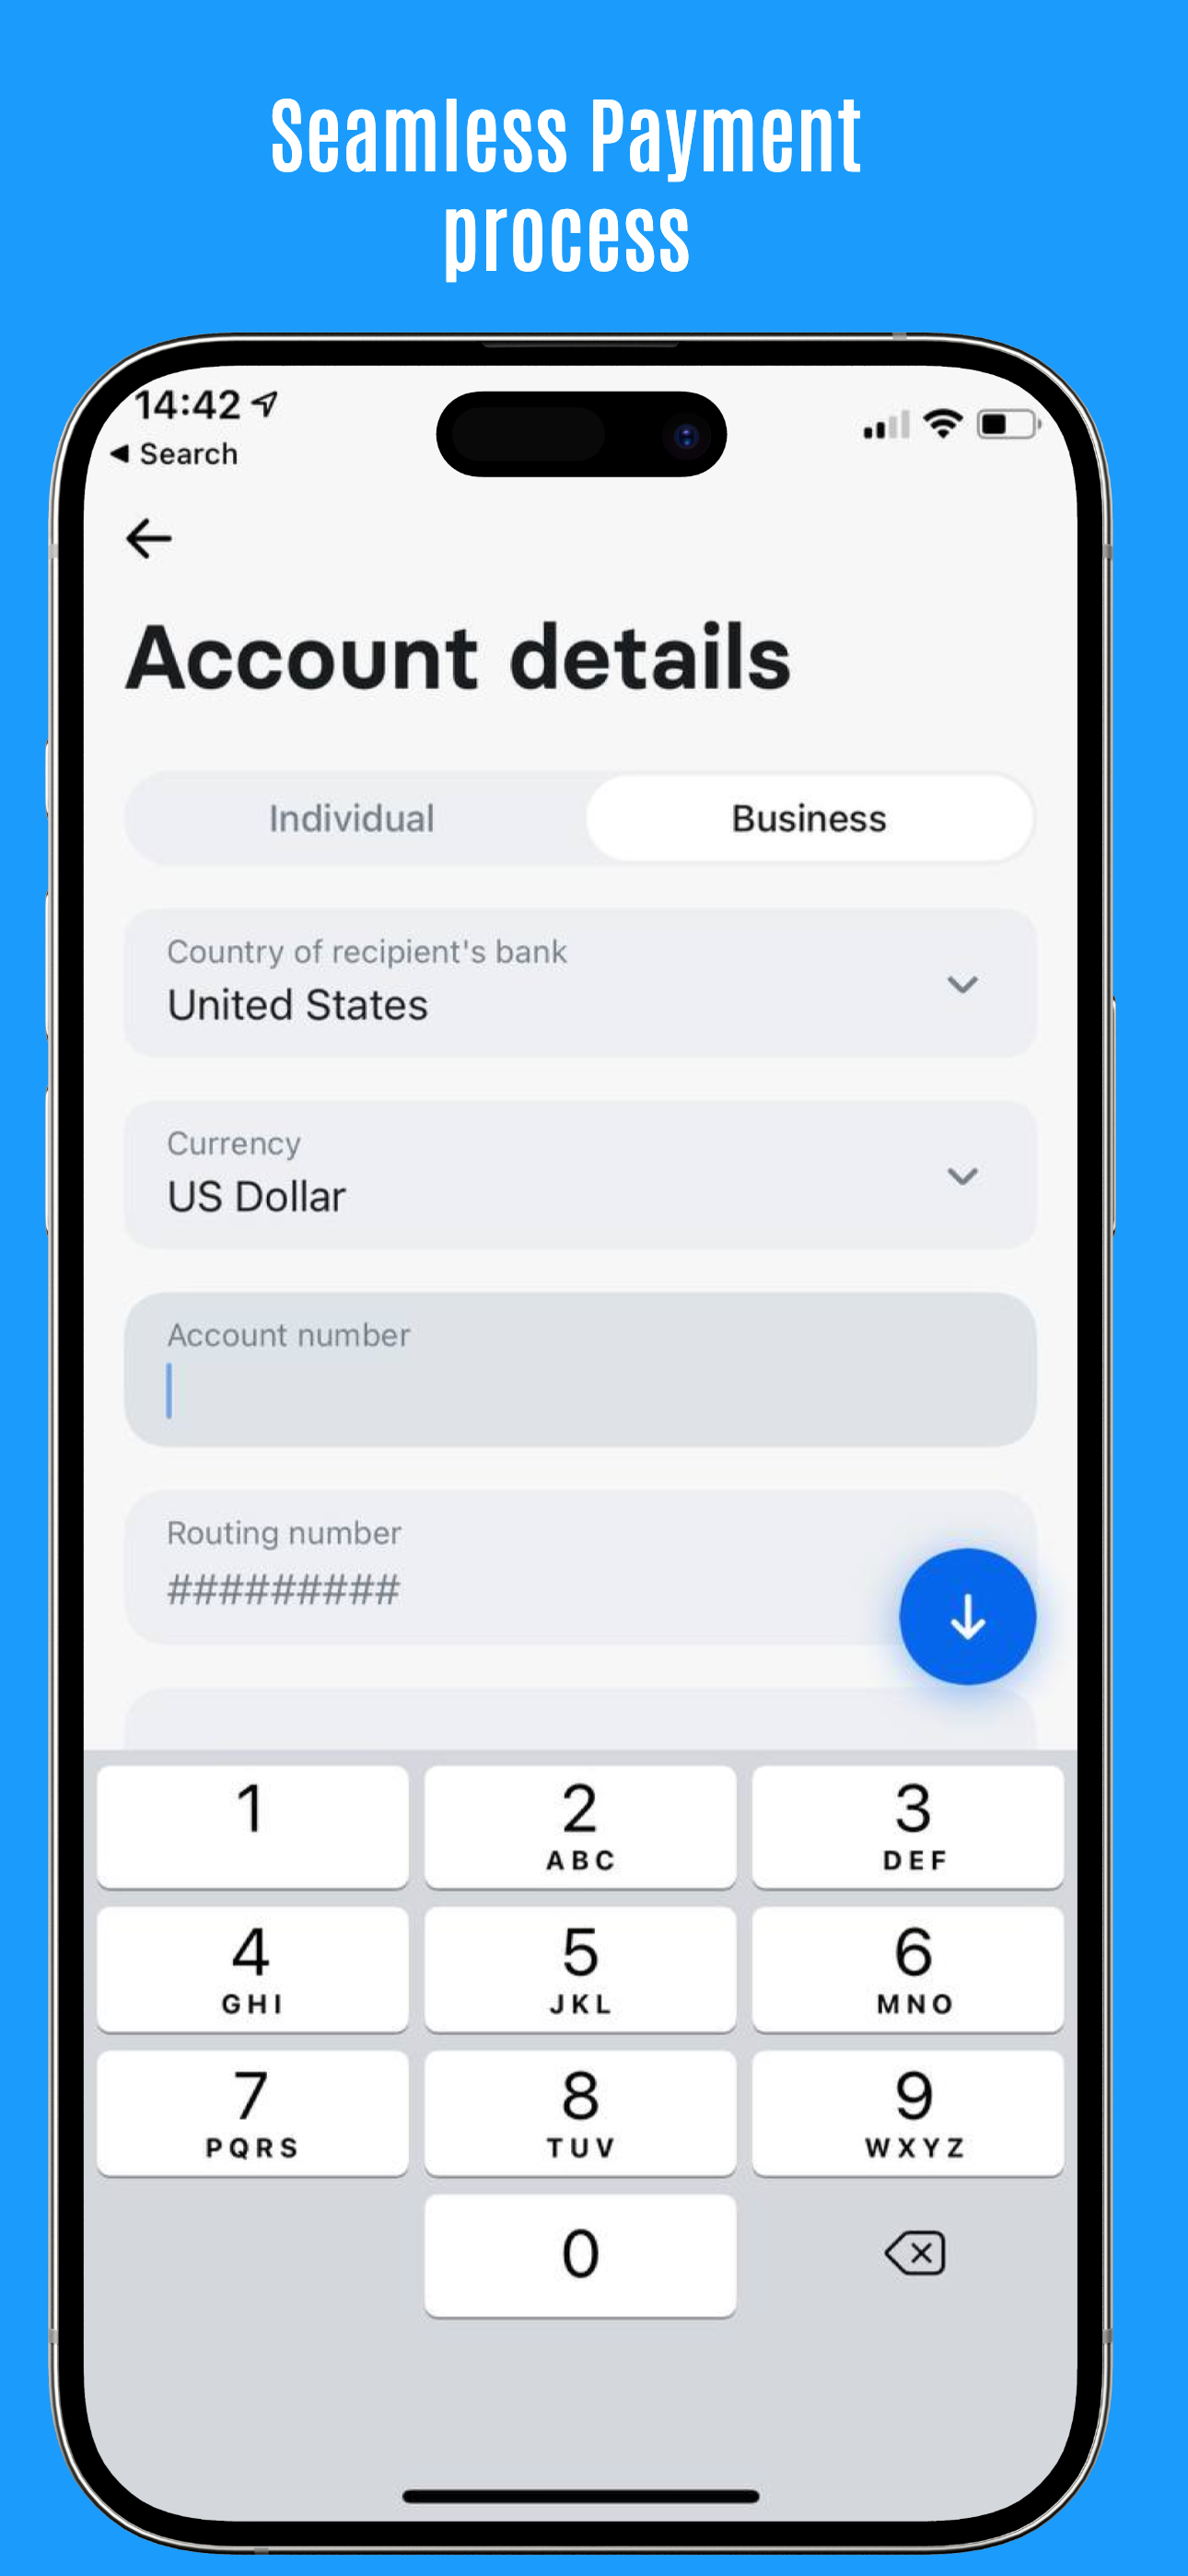 Seamless Payment
process
14:42
Search
Account details
Individual Business
Country of recipient's bank
United States
Currency
US Dollar
Account number
Routing number
#########
1 2 3
ABC DEF
4 5 6
GHI JKL MNO
7 8 9
PQRS TUV WXYZ
0